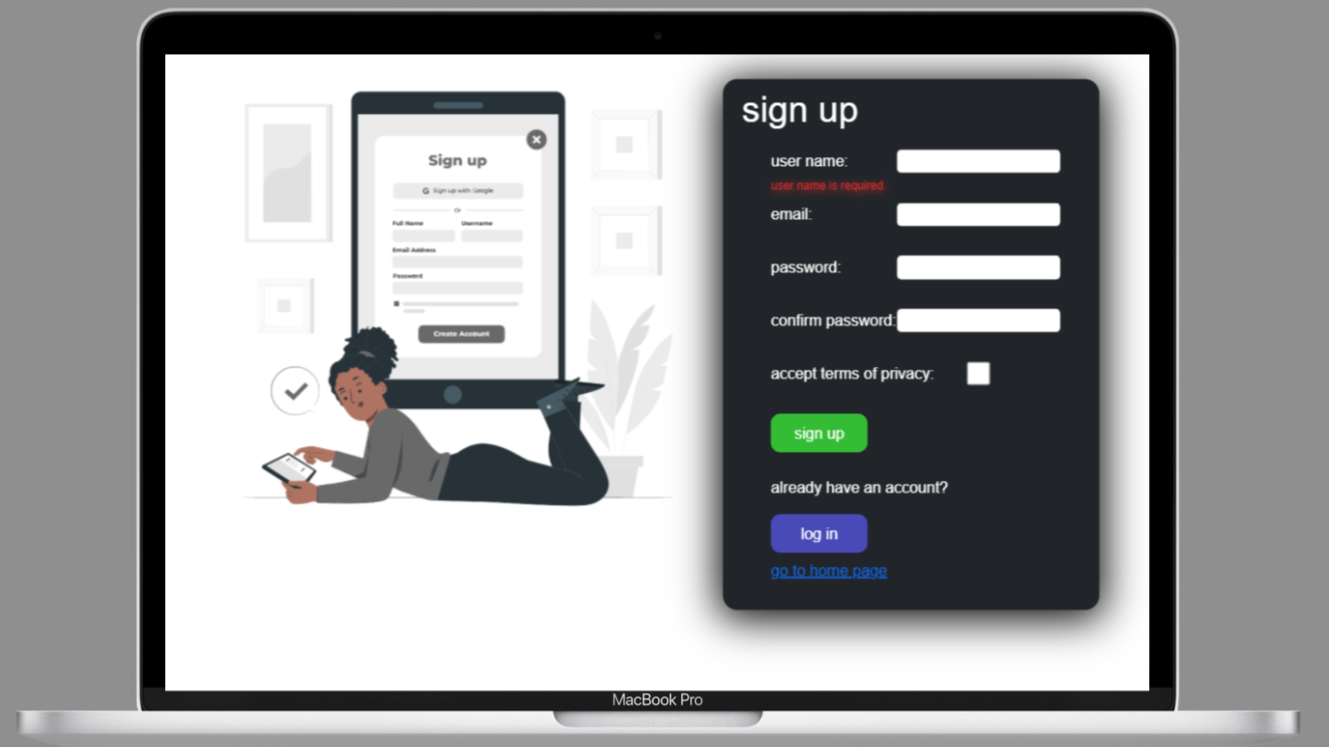 Sign up
G Sign up with Google
Or
Full Name Username
Email Address
Password
Create Account
sign up
user name:
user name is required
email:
password:
confirm password:
accept terms of privacy:
sign up
already have an account?
log in
go to home page
MacBook Pro